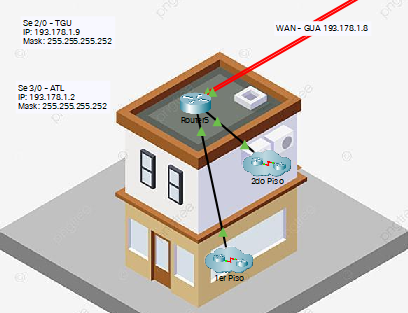 Se 2/0 – TGU
IP: 193.178.1.9
Mask: 255.255.255.252
WAN – GUA 193.178.1.8
Se 3/0 – ATL
IP: 193.178.1.2
Mask: 255.255.255.252
Router5
2do Piso
1er Piso